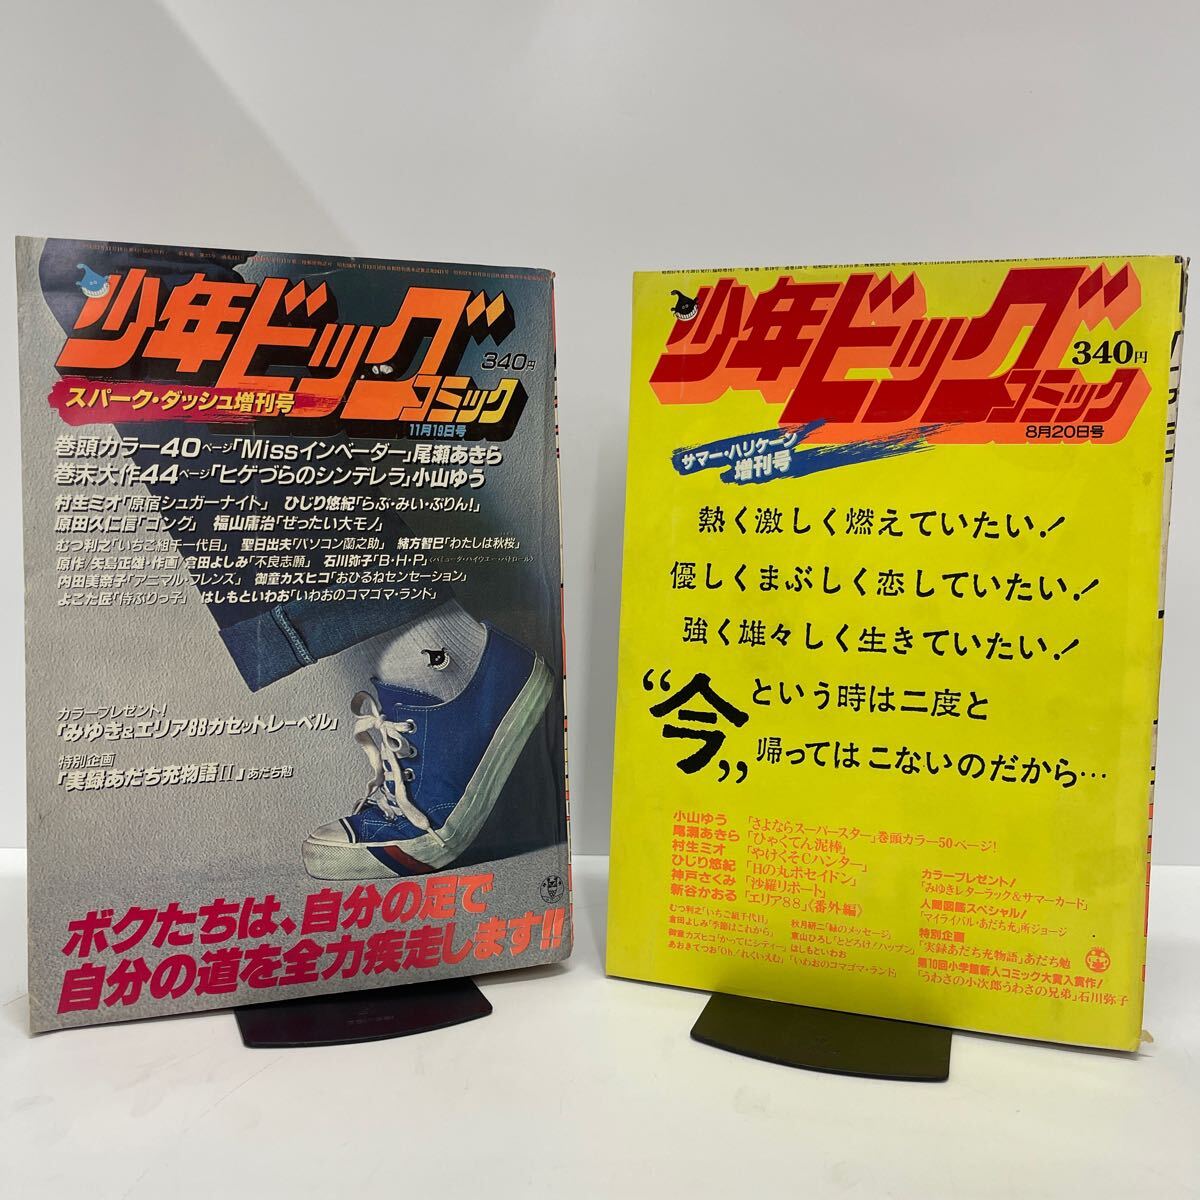 少年ビッグ
コミック
340円
スパーク・ダッシュ増刊号
11月19日号
巻頭カラー40ページ「Missインベーダー」尾瀬あきら
巻末大作44ページ「ヒゲづらのシンデレラ」小山ゆう
村生ミオ「原宿シュガーナイト」 ひじり悠紀「らぶ・みい・ぷりん!」
原田久仁信「ゴング」 福山庸治「ぜったい大モノ」
むつ利之「いちご組千一代目」 聖日出夫「パソコン蘭之助」 緒方智巳「わたしは秋桜」
原作/矢島正雄・作画/倉田よしみ「不良志願」 石川弥子「B・H・P」〈バミューダ・ハイウエー・パトロール〉
内田美奈子「アニマル・フレンズ」 御童カズヒコ「おひるねセンセーション」
よこた匠「侍ぶりっ子」 はしもといわお「いわおのコマゴマ・ランド」
カラープレゼント!
「みゆき&エリア88カセットレーベル」
特別企画
「実録あだち充物語II」あだち勉
ボクたちは、自分の足で
自分の道を全力疾走します!!
少年ビッグ
コミック
340円
8月20日号
サマー・ハリケーン
増刊号
熱く激しく燃えていたい!
優しくまぶしく恋していたい!
強く雄々しく生きていたい!
“今„という時は二度と
帰ってはこないのだから…
小山ゆう「さよならスーパースター」巻頭カラー50ページ!
尾瀬あきら「ひゃくてん泥棒」
村生ミオ「やけくそCハンター」
ひじり悠紀「日の丸ポセイドン」
神戸さくみ「沙羅リポート」
新谷かおる「エリア88」〈番外編〉
むつ利之「いちご組千代目」 秋月研二「緑のメッセージ」
倉田よしみ「季節はこれから」 東山ひろし「とどろけ!ハップン」
御童カズヒコ「かってにシティー」 はしもといわお
あおきてつお「Oh!れくいえむ」「いわおのコマゴマ・ランド」
カラープレゼント!
「みゆきレターラック&サマーカード」
人間図鑑スペシャル!
「マイライバル・あだち充」所ジョージ
特別企画
「実録あだち充物語」あだち勉
第10回小学館新人コミック大賞入賞作!
「うわさの小次郎うわさの兄弟」石川弥子